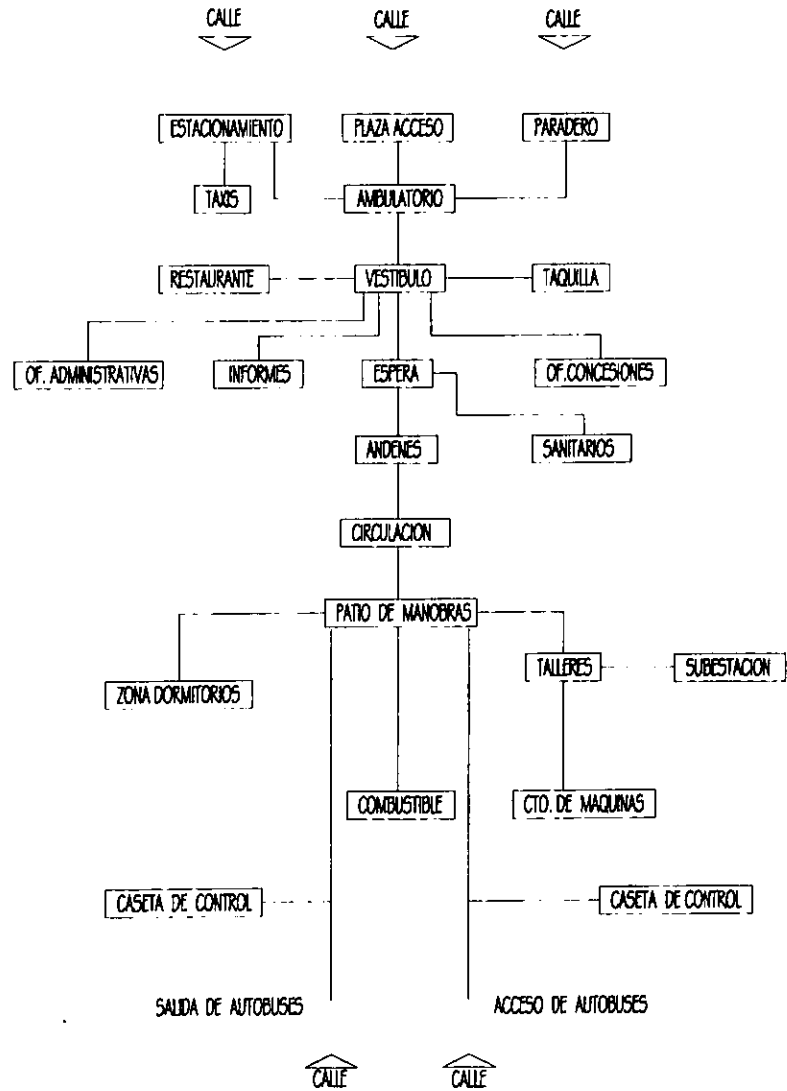 CALLE CALLE CALLE
ESTACIONAMIENTO PLAZA ACCESO PARADERO
TAXIS AMBULATORIO
RESTAURANTE VESTIBULO TAQUILLA
OF. ADMINISTRATIVAS INFORMES ESPERA OF.CONCESIONES
ANDENES SANITARIOS
CIRCULACION
PATIO DE MANOBRAS
TALLERES SUBESTACION
ZONA DORMITORIOS
COMBUSTIBLE CTO. DE MAQUINAS
CASETA DE CONTROL CASETA DE CONTROL
SALIDA DE AUTOBUSES ACCESO DE AUTOBUSES
CALLE CALLE